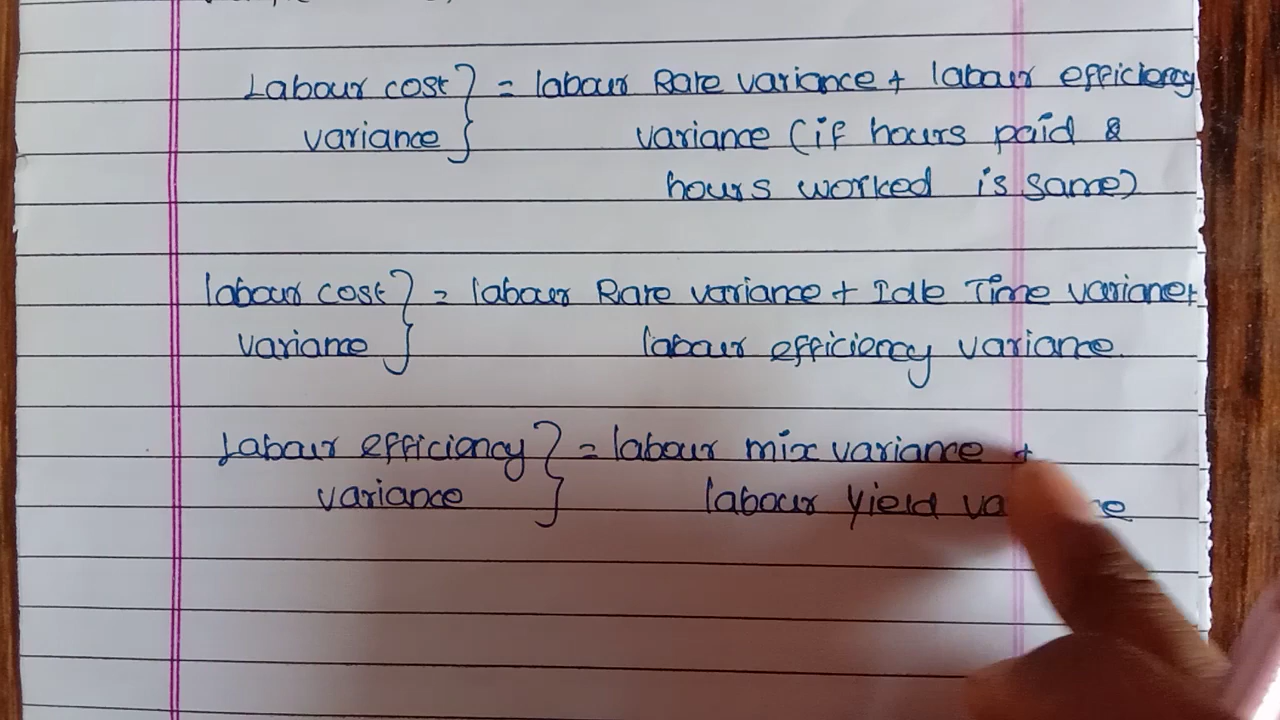 Labour cost } = labour Rate variance + labour efficiency
variance } variance (if hours paid &
hours worked is same)
labour cost } = labour Rate variance + Idle Time variance +
variance } labour efficiency variance.
Labour efficiency } = labour mix variance +
variance } labour yield